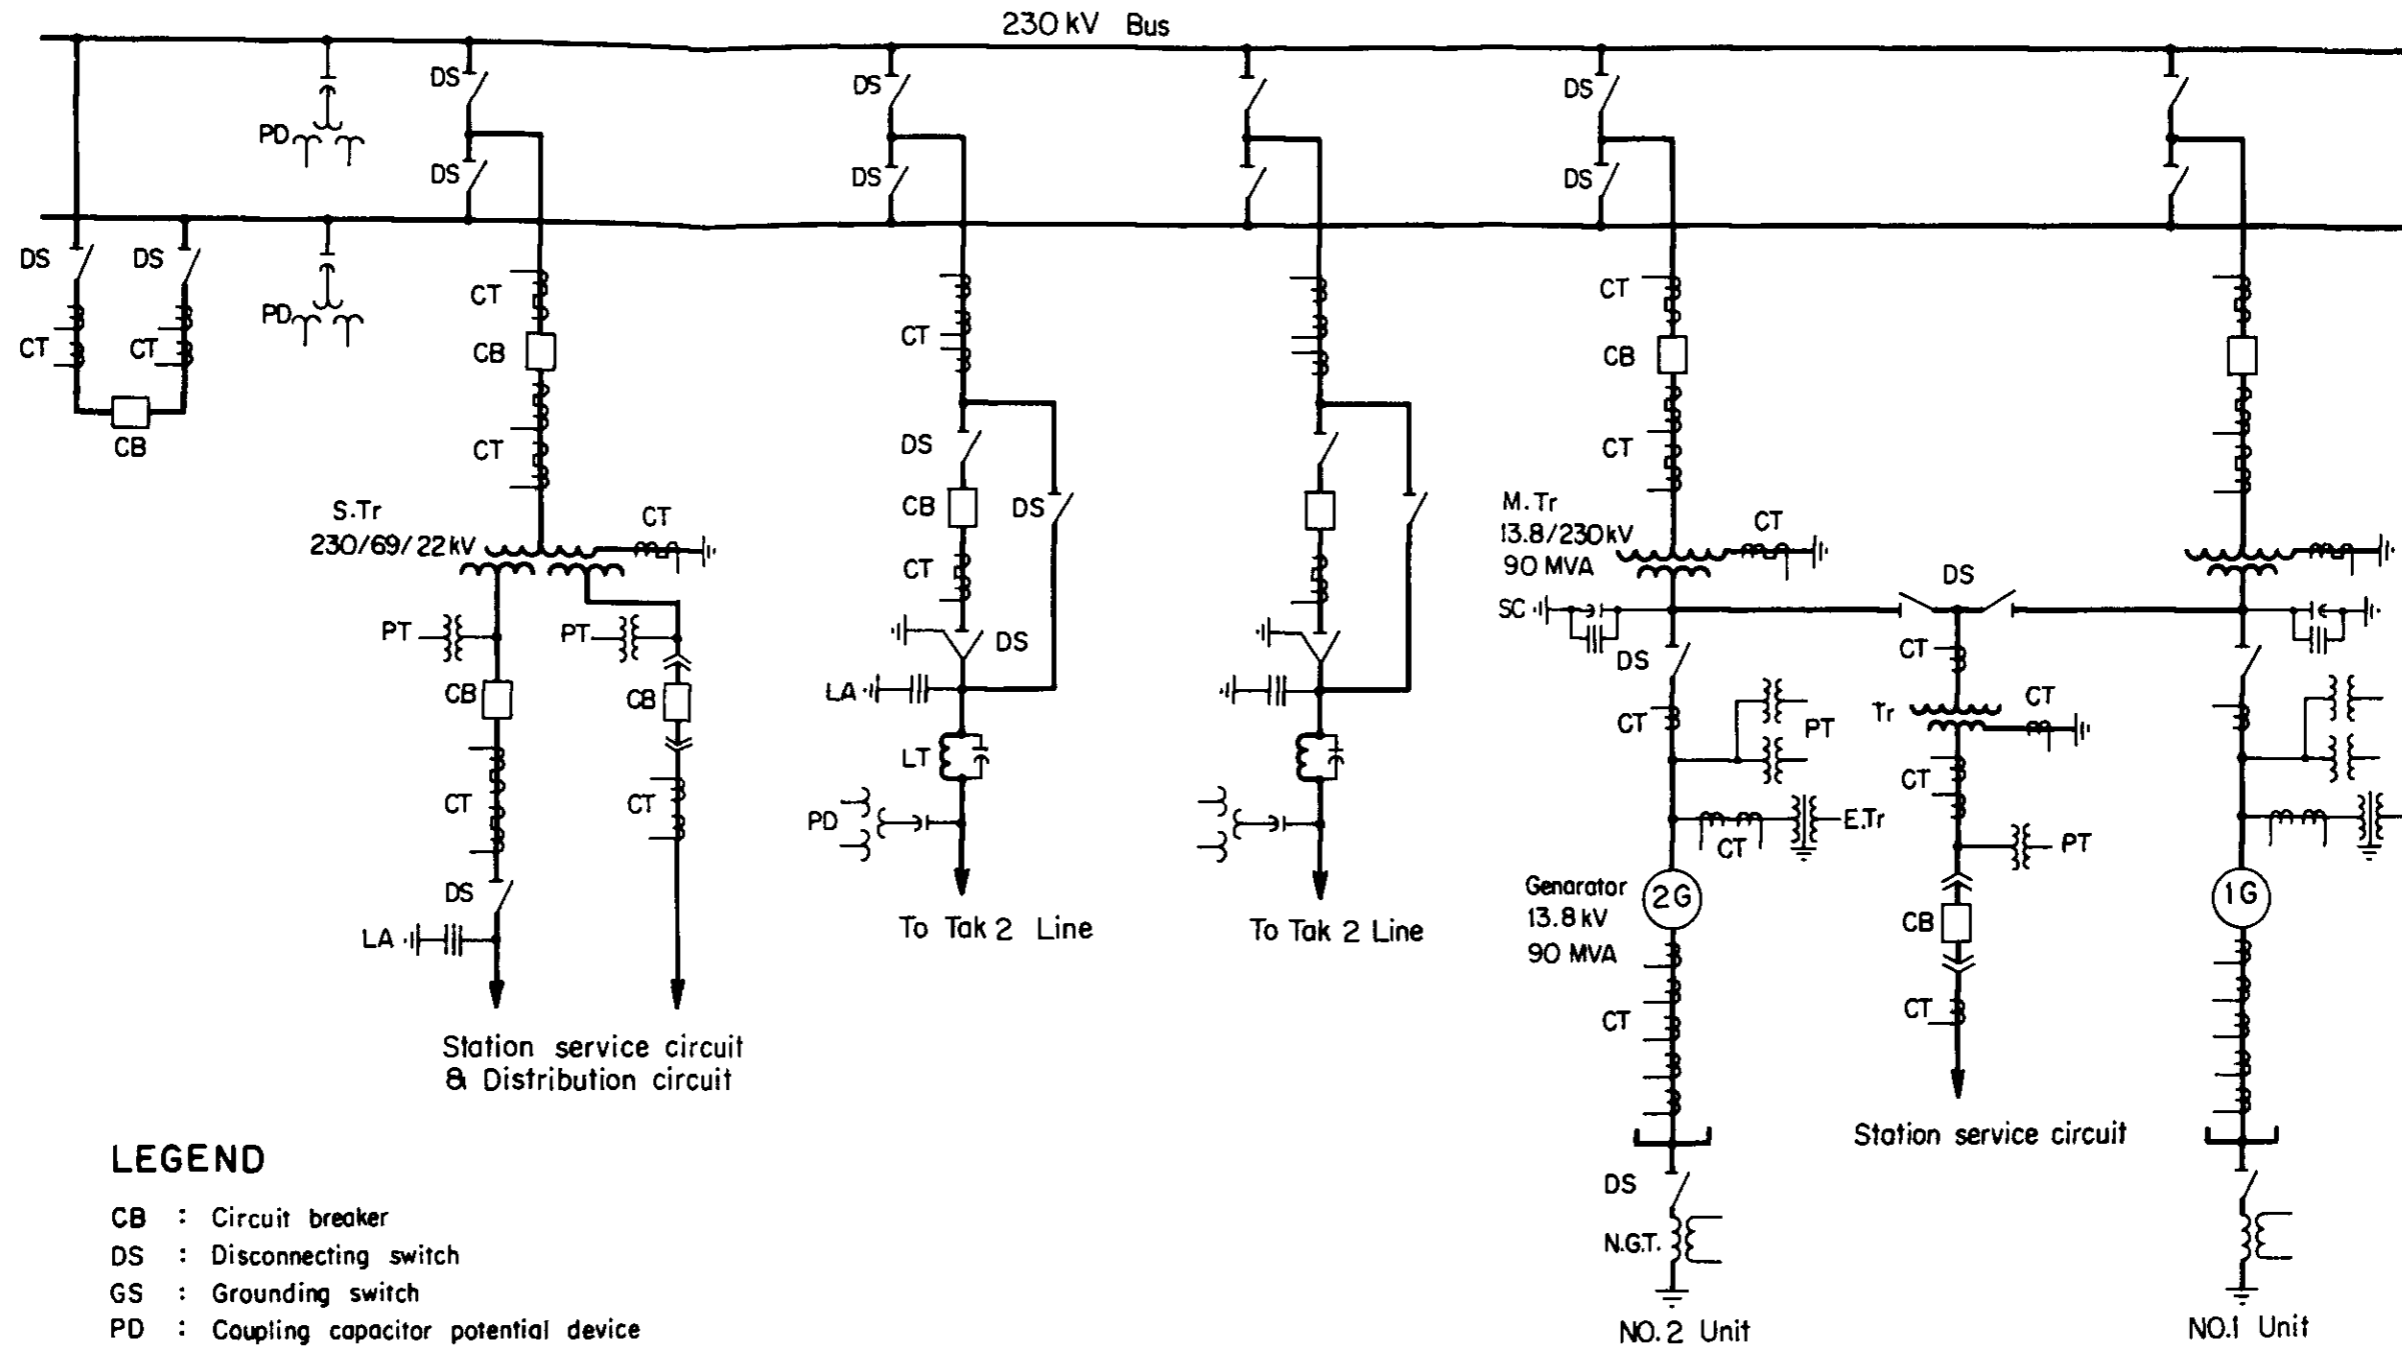 230 kV Bus
DS
DS
DS
PD
DS
DS
DS
DS
DS
PD
CT
CT
CT
CT
CT
CB
CB
CB
CT
CT
CT
DS
S.Tr
230/69/22 kV
CT
CB
DS
M.Tr
13.8/230 kV
90 MVA
CT
CT
DS
SC
PT
PT
DS
CT
DS
CB
CB
LA
CT
Tr
CT
PT
LT
CT
CT
CT
PD
CT
E.Tr
PT
DS
Genarator
13.8 kV
90 MVA
2G
1G
CB
LA
To Tak 2 Line
To Tak 2 Line
CT
CT
Station service circuit
& Distribution circuit
Station service circuit
LEGEND
CB : Circuit breaker
DS : Disconnecting switch
GS : Grounding switch
PD : Coupling capacitor potential device
DS
N.G.T.
NO.2 Unit
NO.1 Unit